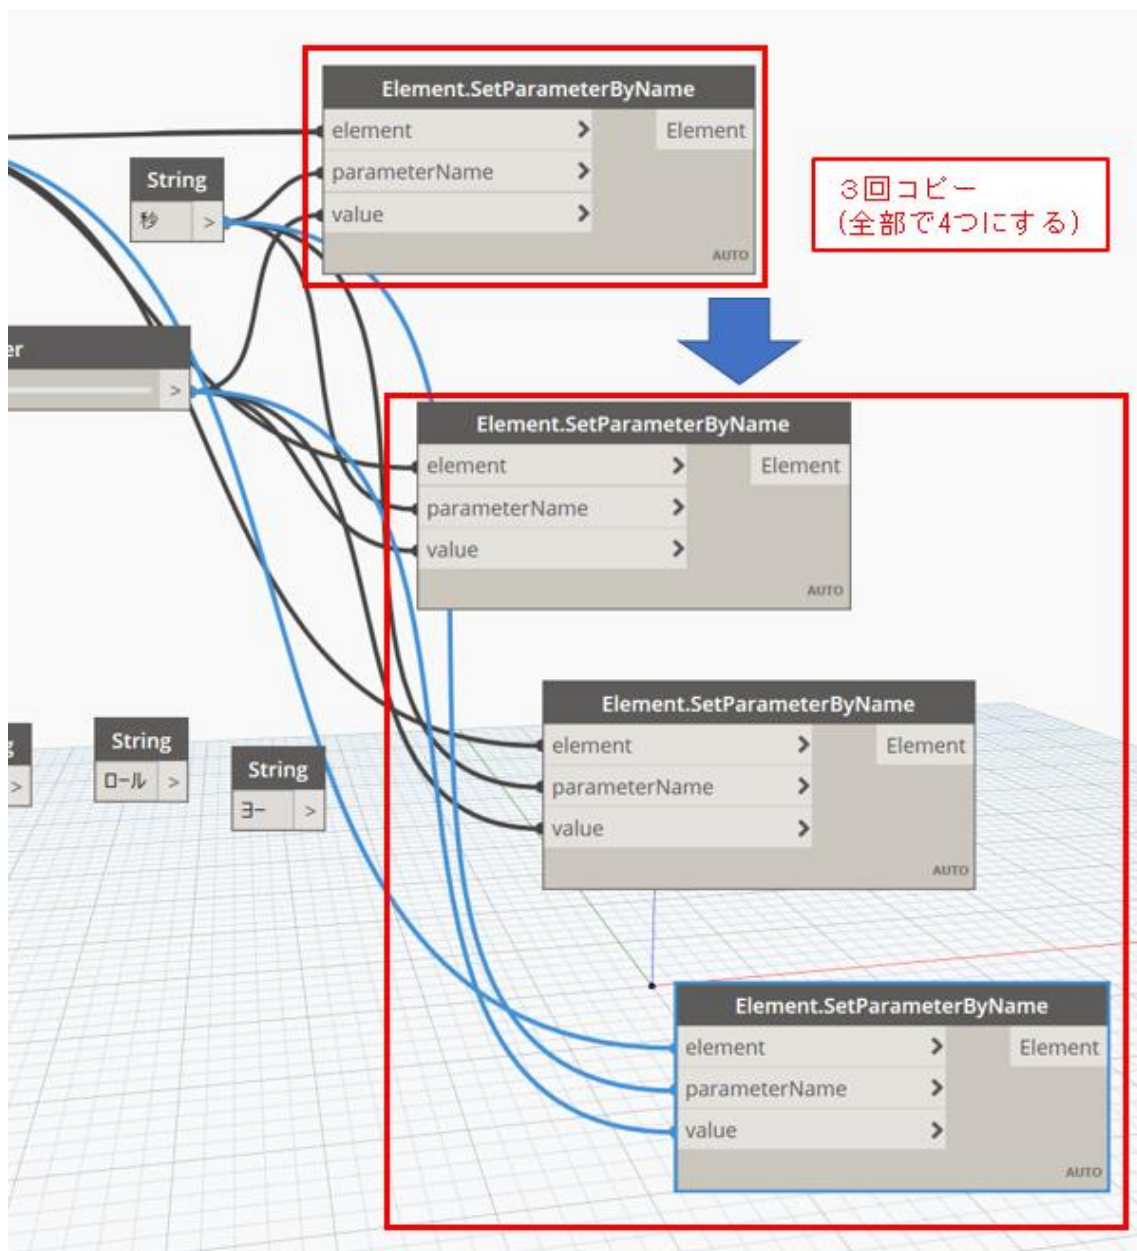 Element.SetParameterByName
element > Element
parameterName >
value >
AUTO
String
秒 >
３回コピー
(全部で4つにする)
er
>
Element.SetParameterByName
element > Element
parameterName >
value >
AUTO
Element.SetParameterByName
element > Element
parameterName >
value >
AUTO
>
String
ロール >
String
ヨー >
Element.SetParameterByName
element > Element
parameterName >
value >
AUTO